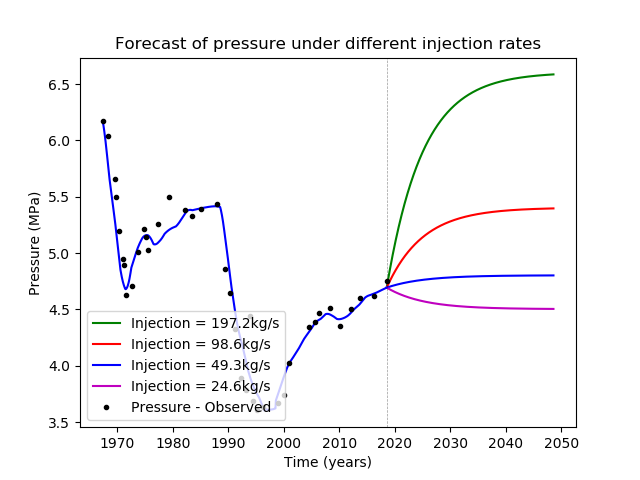 Forecast of pressure under different injection rates
Pressure (MPa)
6.5
6.0
5.5
5.0
4.5
4.0
3.5
Injection = 197.2kg/s
Injection = 98.6kg/s
Injection = 49.3kg/s
Injection = 24.6kg/s
Pressure - Observed
1970 1980 1990 2000 2010 2020 2030 2040 2050
Time (years)